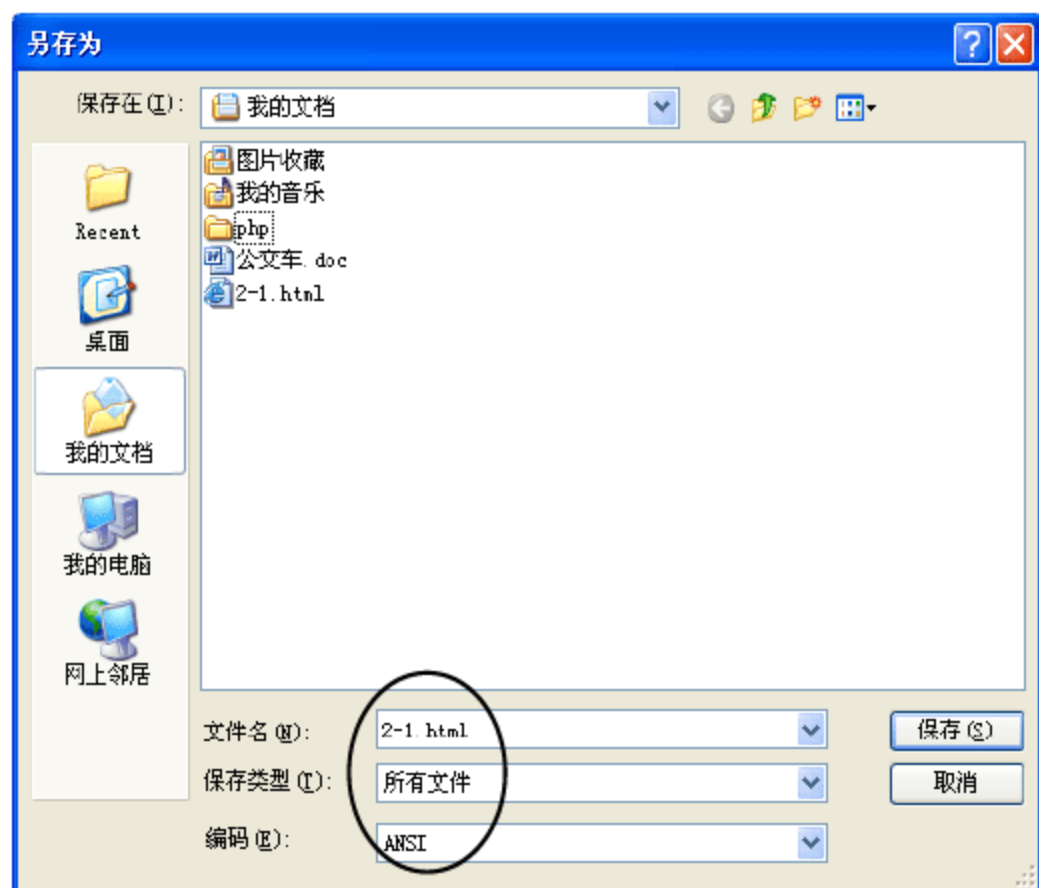 另存为
保存在(I):
我的文档
图片收藏
我的音乐
php
公交车.doc
2-1.html
Recent
桌面
我的文档
我的电脑
网上邻居
文件名(N):
2-1.html
保存(S)
保存类型(T):
所有文件
取消
编码(E):
ANSI